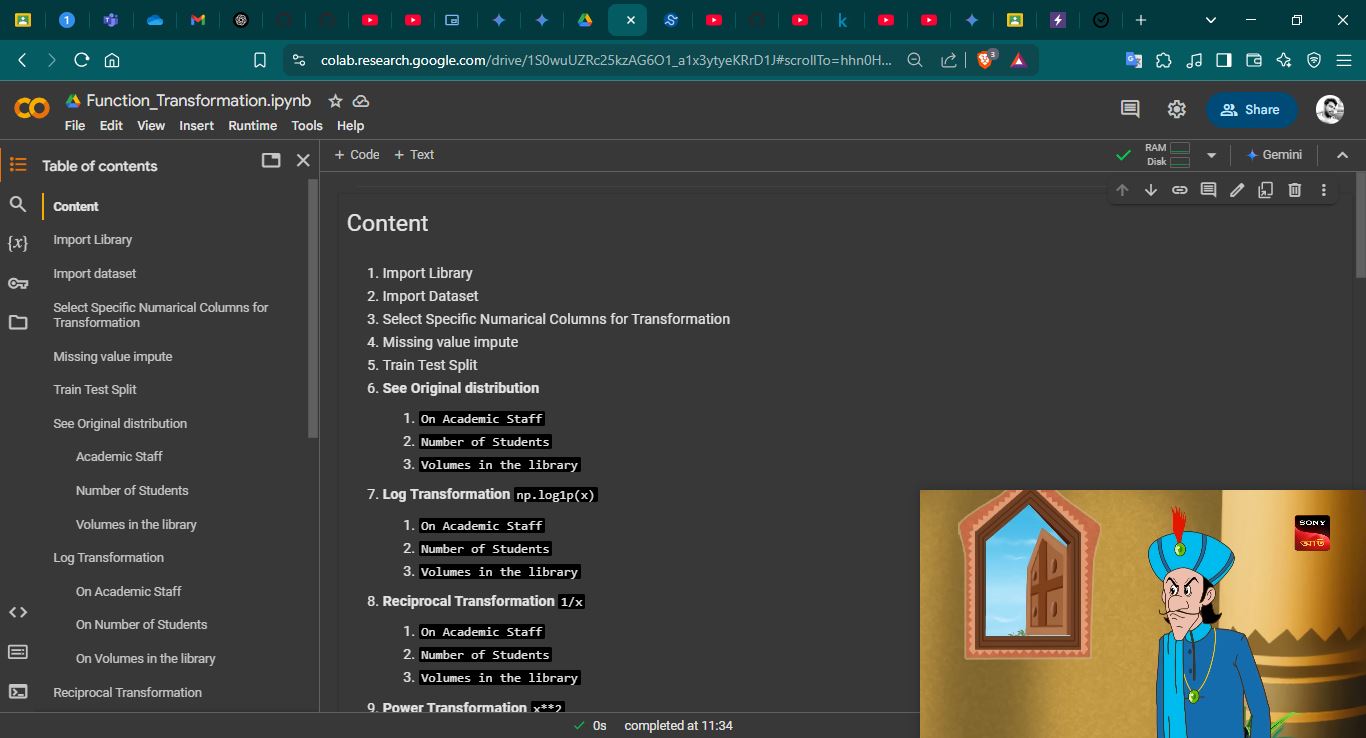 1
colab.research.google.com/drive/1S0wuUZRc25kzAG6O1_a1x3ytyeKRrD1J#scrollTo=hhn0H...
3
Function_Transformation.ipynb
File Edit View Insert Runtime Tools Help
Share
Table of contents
Content
Import Library
Import dataset
Select Specific Numerical Columns for
Transformation
Missing value impute
Train Test Split
See Original distribution
Academic Staff
Number of Students
Volumes in the library
Log Transformation
On Academic Staff
On Number of Students
On Volumes in the library
Reciprocal Transformation
+ Code + Text
RAM
Disk
Gemini
Content
1. Import Library
2. Import Dataset
3. Select Specific Numerical Columns for Transformation
4. Missing value impute
5. Train Test Split
6. See Original distribution
1. On Academic Staff
2. Number of Students
3. Volumes in the library
7. Log Transformation np.log1p(x)
1. On Academic Staff
2. Number of Students
3. Volumes in the library
8. Reciprocal Transformation 1/x
1. On Academic Staff
2. Number of Students
3. Volumes in the library
9. Power Transformation x**2
SONY
আট
0s completed at 11:34